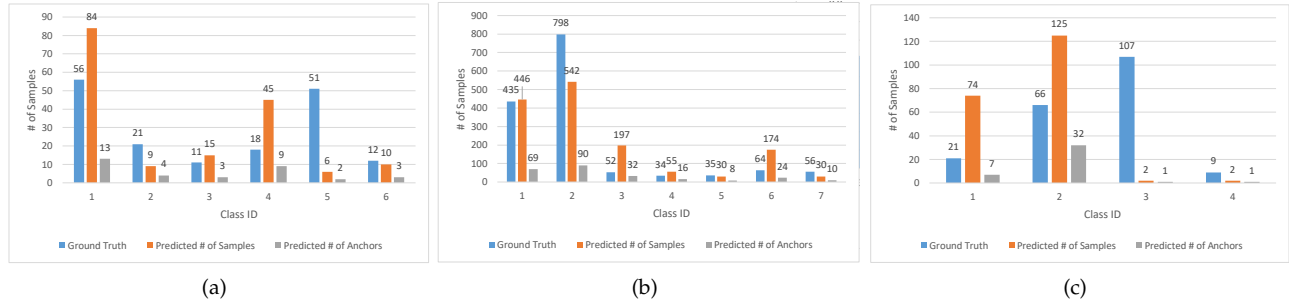 # of Samples
90
80
70
60
50
40
30
20
10
0
56 84 13 21 9 4 11 15 3 18 45 9 51 6 2 12 10 3
1 2 3 4 5 6
Class ID
Ground Truth Predicted # of Samples Predicted # of Anchors
(a)
# of Samples
900
800
700
600
500
400
300
200
100
0
435 446 69 798 542 90 52 197 32 34 55 16 35 30 8 64 174 24 56 30 10
1 2 3 4 5 6 7
Class ID
Ground Truth Predicted # of Samples Predicted # of Anchors
(b)
# of Samples
140
120
100
80
60
40
20
0
21 74 7 66 125 32 107 2 1 9 2 1
1 2 3 4
Class ID
Ground Truth Predicted # of Samples Predicted # of Anchors
(c)